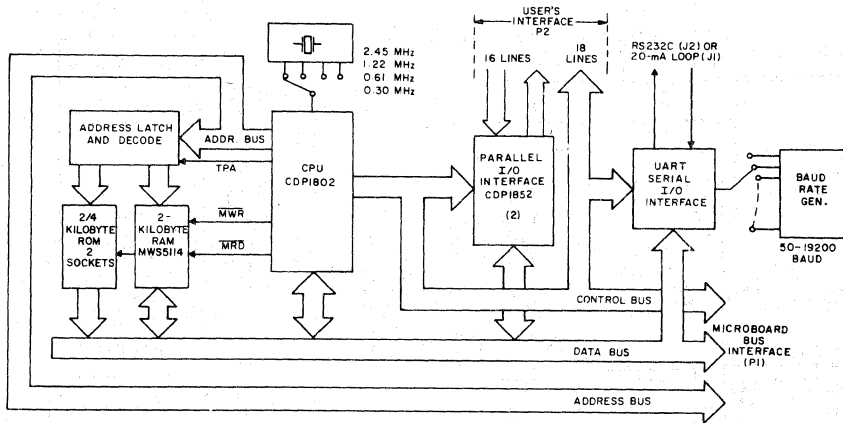 USER'S
INTERFACE
P2
2.45 MHz
1.22 MHz
0.61 MHz
0.30 MHz
16 LINES
18
LINES
RS232C (J2) OR
20-mA LOOP (J1)
ADDRESS LATCH
AND DECODE
ADDR. BUS
TPA
CPU
CDP1802
PARALLEL
I/O
INTERFACE
CDP1852
(2)
UART
SERIAL
I/O
INTERFACE
BAUD
RATE
GEN.
50-19200
BAUD
2/4
KILOBYTE
ROM
2
SOCKETS
2-
KILOBYTE
RAM
MWS5114
MWR
MRD
CONTROL BUS
DATA BUS
MICROBOARD
BUS
INTERFACE
(P1)
ADDRESS BUS